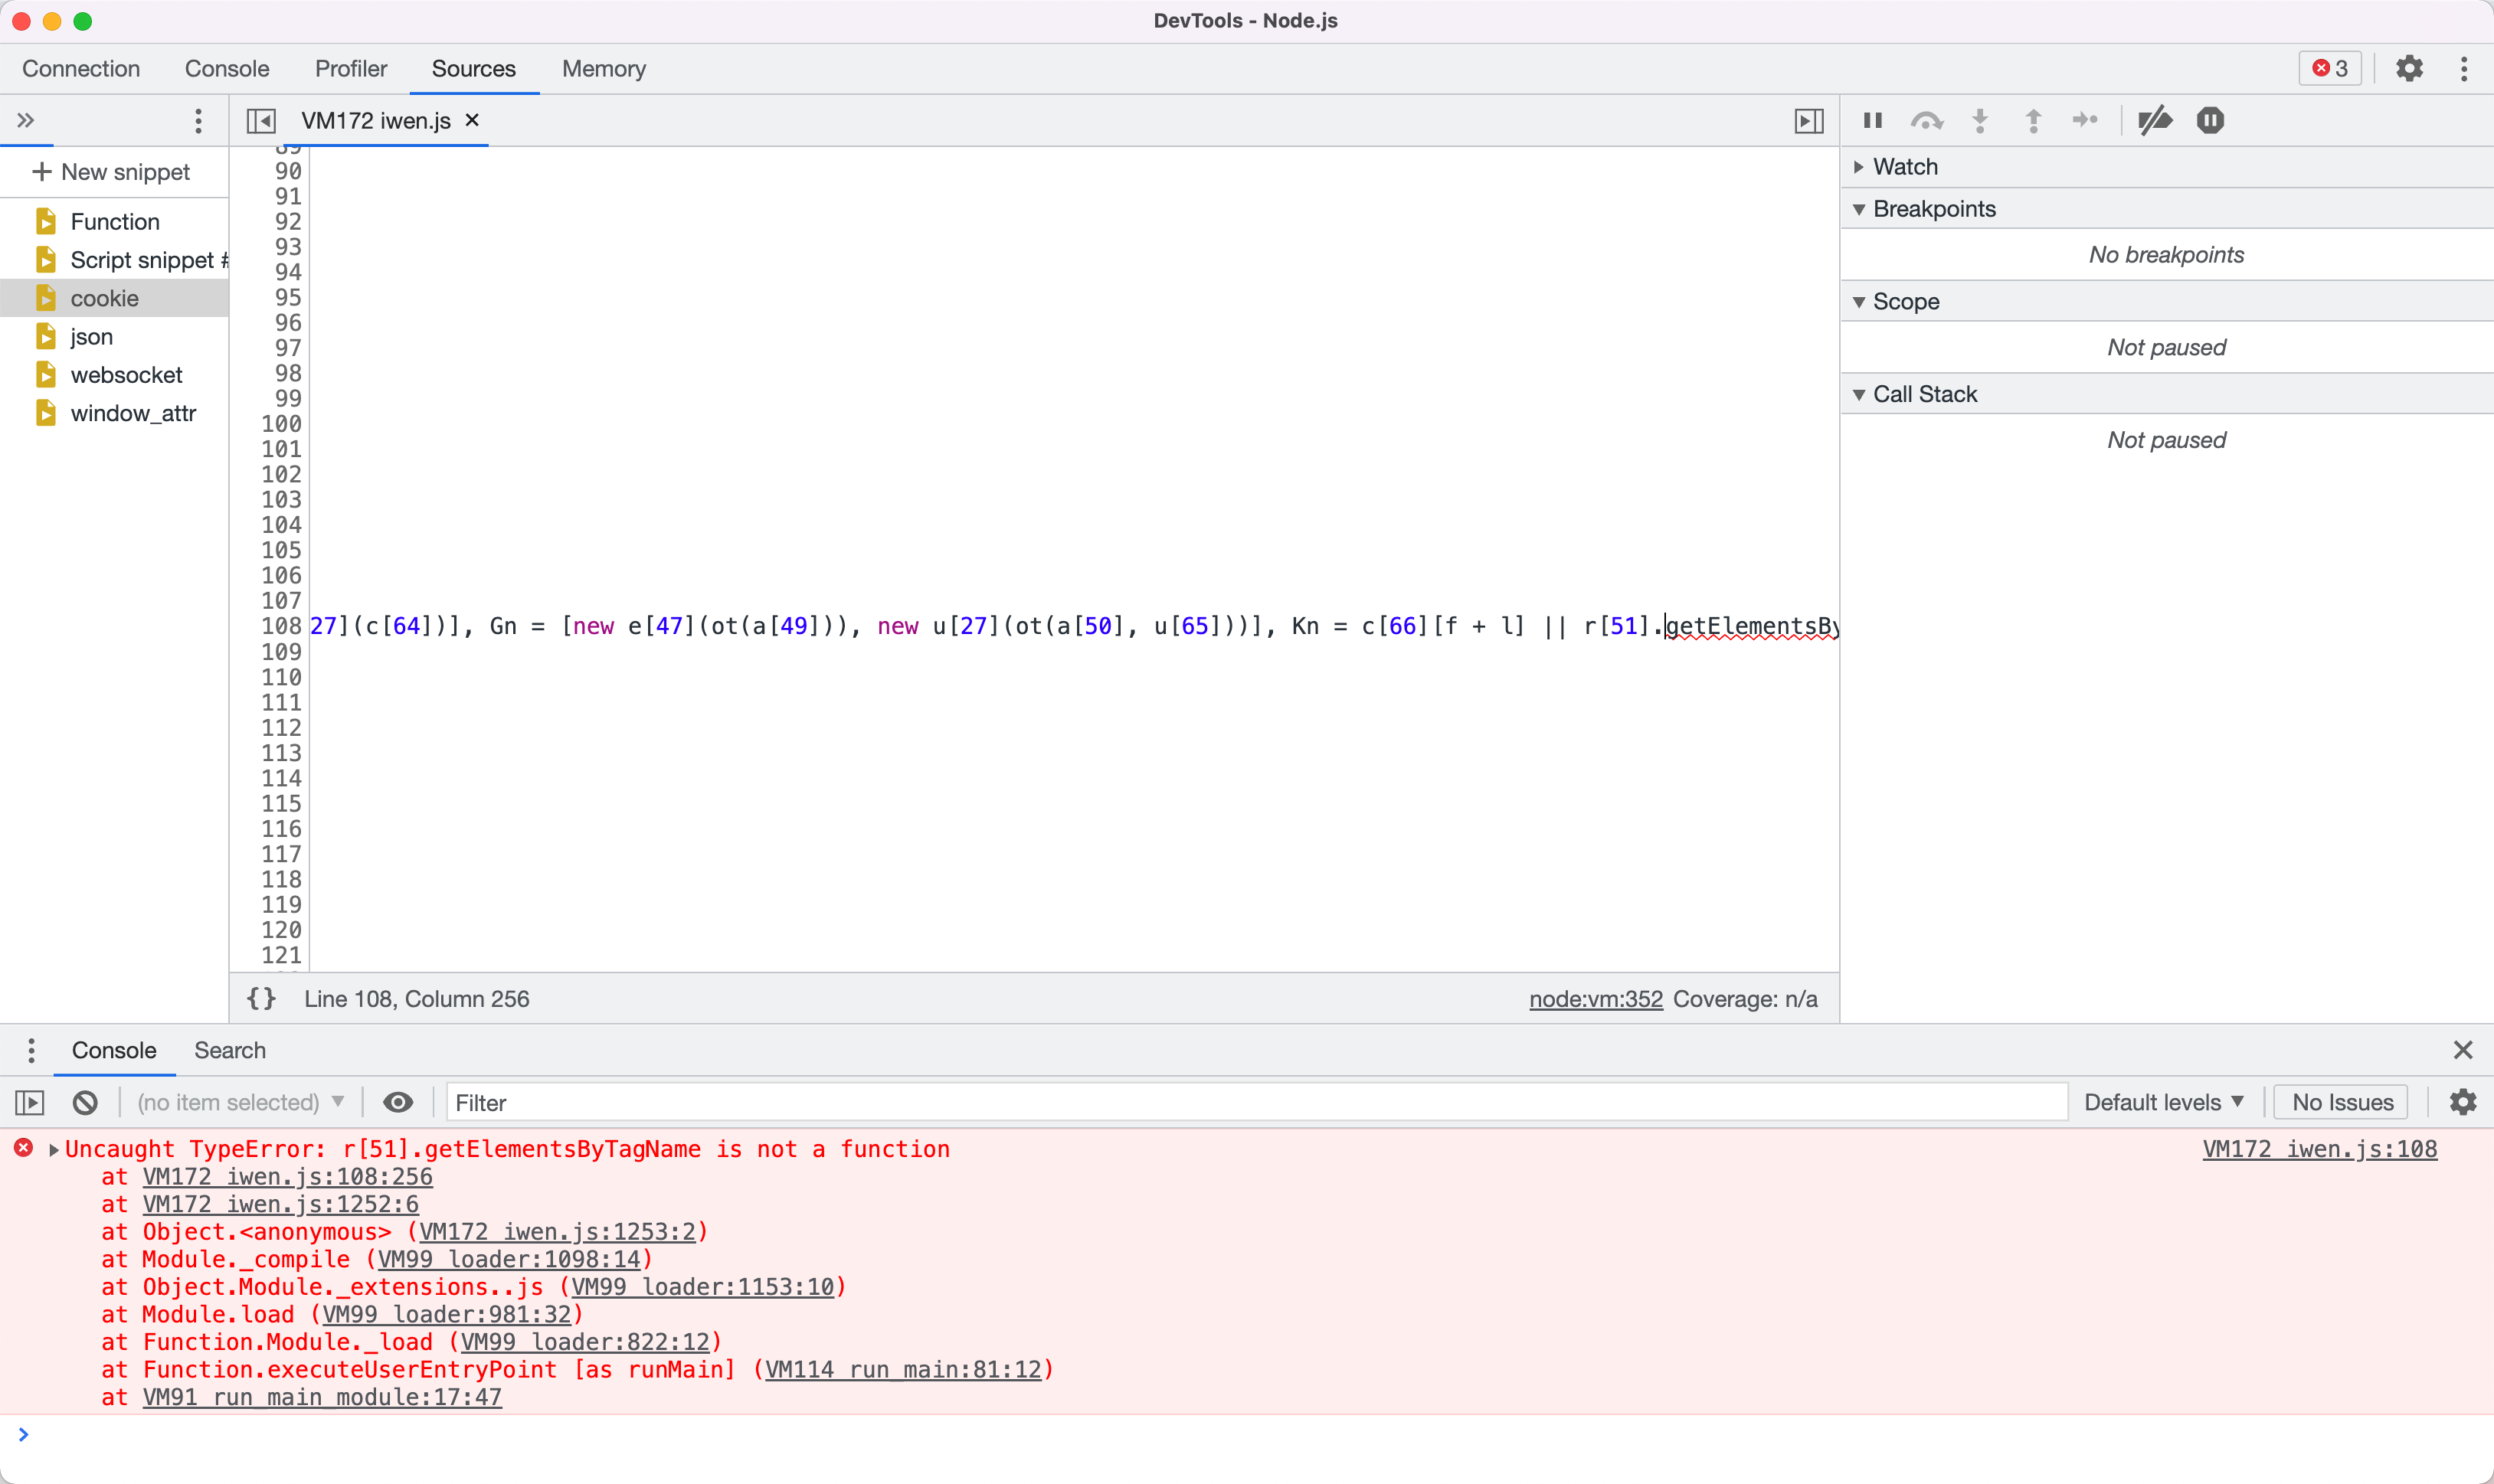 DevTools - Node.js
Connection Console Profiler Sources Memory 3
VM172 iwen.js
New snippet
Function
Script snippet #
cookie
json
websocket
window_attr
89
90
91
92
93
94
95
96
97
98
99
100
101
102
103
104
105
106
107
108 27](c[64])], Gn = [new e[47](ot(a[49])), new u[27](ot(a[50], u[65]))], Kn = c[66][f + l] || r[51].getElementsBy
109
110
111
112
113
114
115
116
117
118
119
120
121
{} Line 108, Column 256 node:vm:352 Coverage: n/a
Watch
Breakpoints
No breakpoints
Scope
Not paused
Call Stack
Not paused
Console Search
(no item selected) Filter Default levels No Issues
Uncaught TypeError: r[51].getElementsByTagName is not a function VM172 iwen.js:108
at VM172 iwen.js:108:256
at VM172 iwen.js:1252:6
at Object.<anonymous> (VM172 iwen.js:1253:2)
at Module._compile (VM99 loader:1098:14)
at Object.Module._extensions..js (VM99 loader:1153:10)
at Module.load (VM99 loader:981:32)
at Function.Module._load (VM99 loader:822:12)
at Function.executeUserEntryPoint [as runMain] (VM114 run_main:81:12)
at VM91 run_main_module:17:47